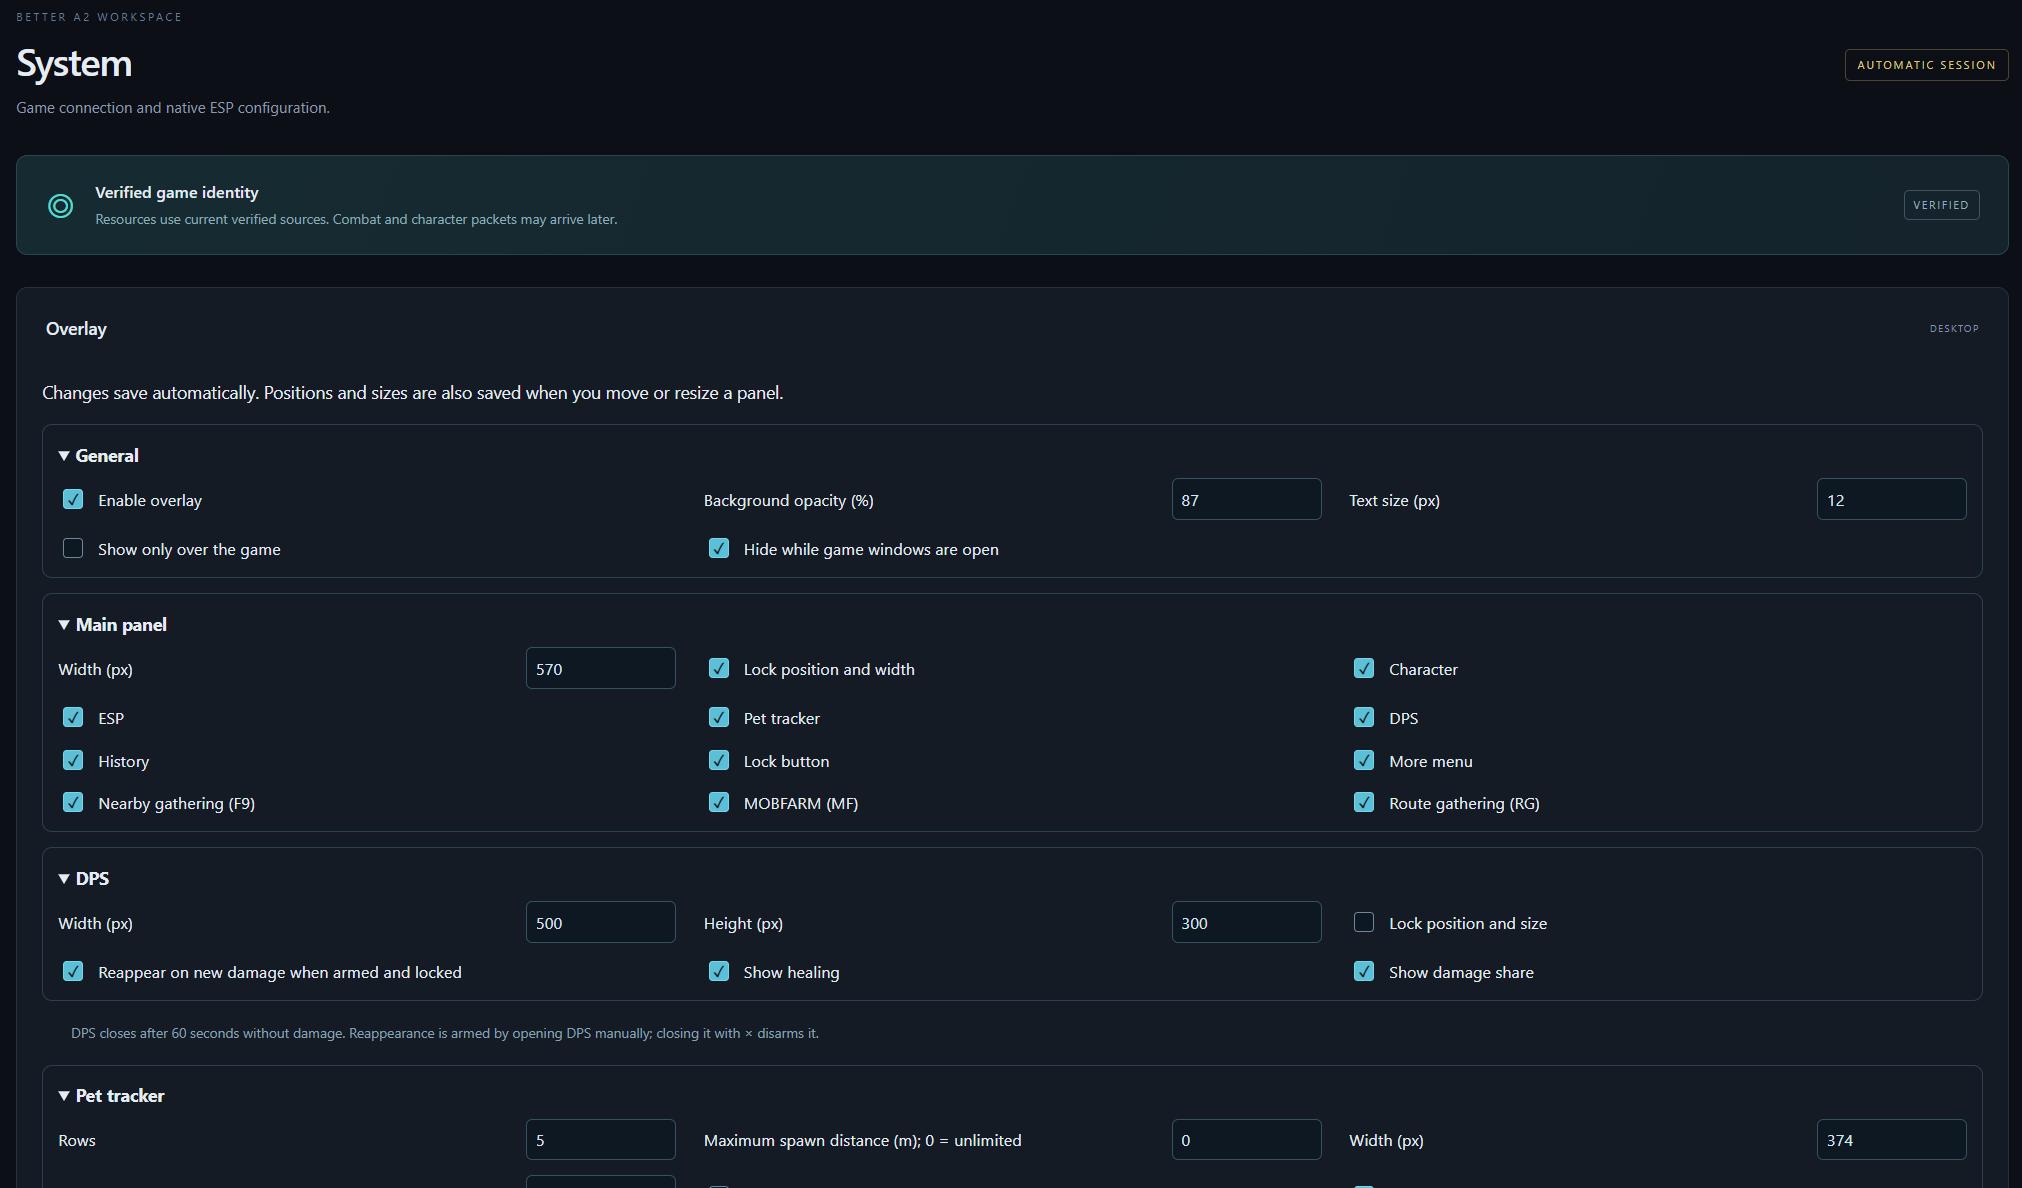 BETTER A2 WORKSPACE
System
AUTOMATIC SESSION
Game connection and native ESP configuration.
Verified game identity
Resources use current verified sources. Combat and character packets may arrive later.
VERIFIED
Overlay
DESKTOP
Changes save automatically. Positions and sizes are also saved when you move or resize a panel.
▼ General
Enable overlay
Background opacity (%)
87
Text size (px)
12
Show only over the game
Hide while game windows are open
▼ Main panel
Width (px)
570
Lock position and width
Character
ESP
Pet tracker
DPS
History
Lock button
More menu
Nearby gathering (F9)
MOBFARM (MF)
Route gathering (RG)
▼ DPS
Width (px)
500
Height (px)
300
Lock position and size
Reappear on new damage when armed and locked
Show healing
Show damage share
DPS closes after 60 seconds without damage. Reappearance is armed by opening DPS manually; closing it with × disarms it.
▼ Pet tracker
Rows
5
Maximum spawn distance (m); 0 = unlimited
0
Width (px)
374